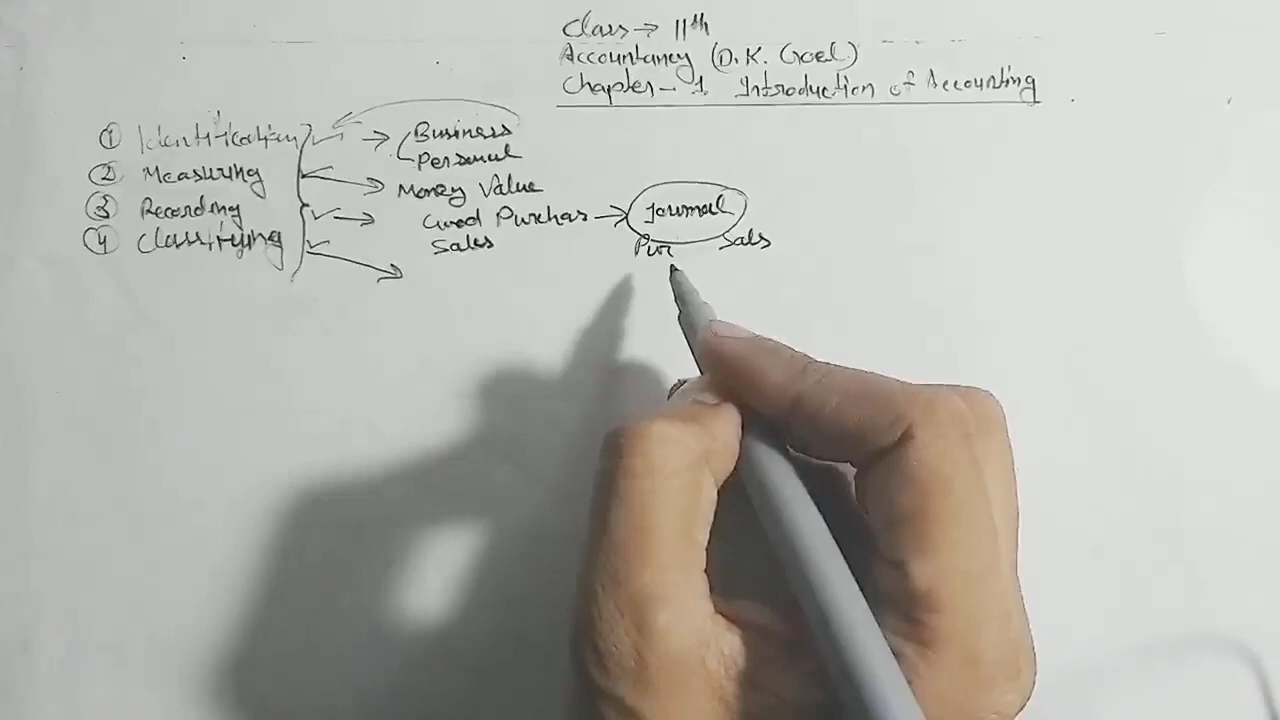 Class → 11th
Accountancy (D.K. Goel)
Chapter - 1. Introduction of Accounting
① Identification → Business
Personal
② Measuring → Money Value
③ Recording → Good Purchas → Journal
Sales Pur Sals
④ Classifying →